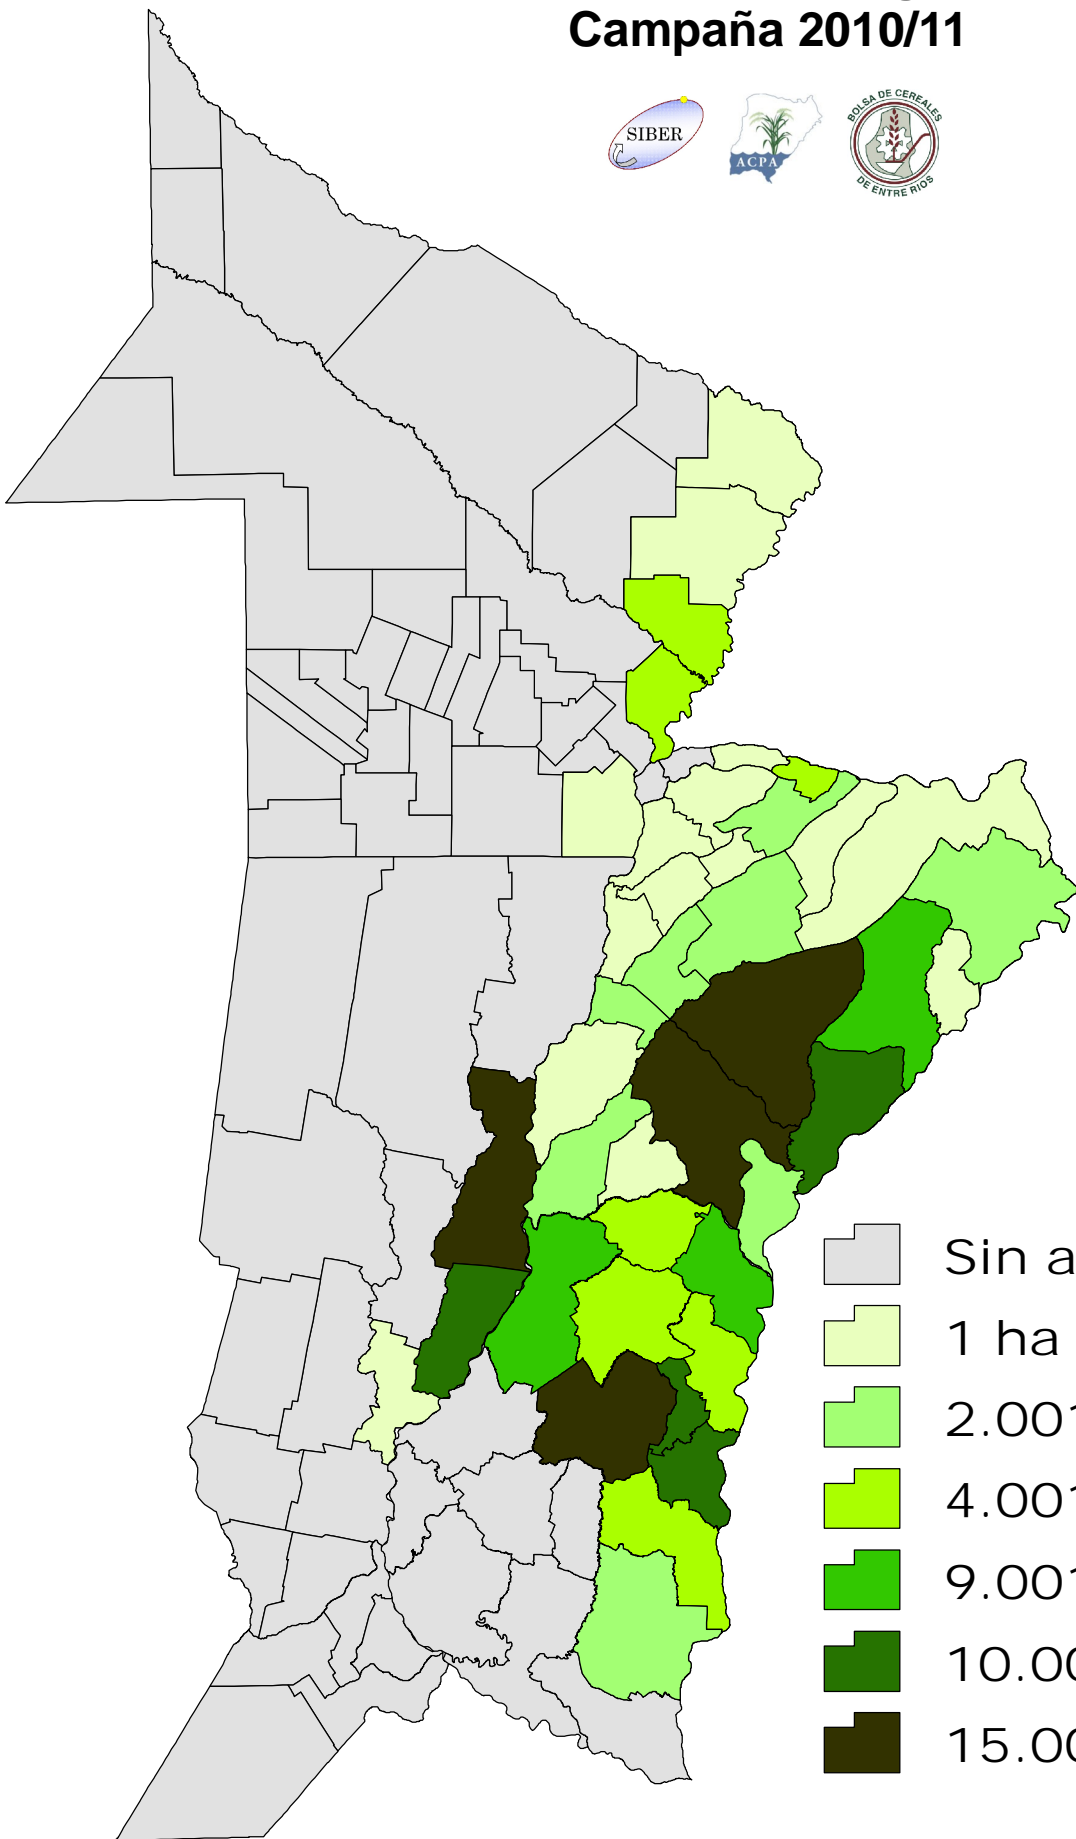 Campaña 2010/11
SIBER
ACPA
BOLSA DE CEREALES
DE ENTRE RIOS
Sin a
1 ha
2.001
4.001
9.001
10.00
15.00